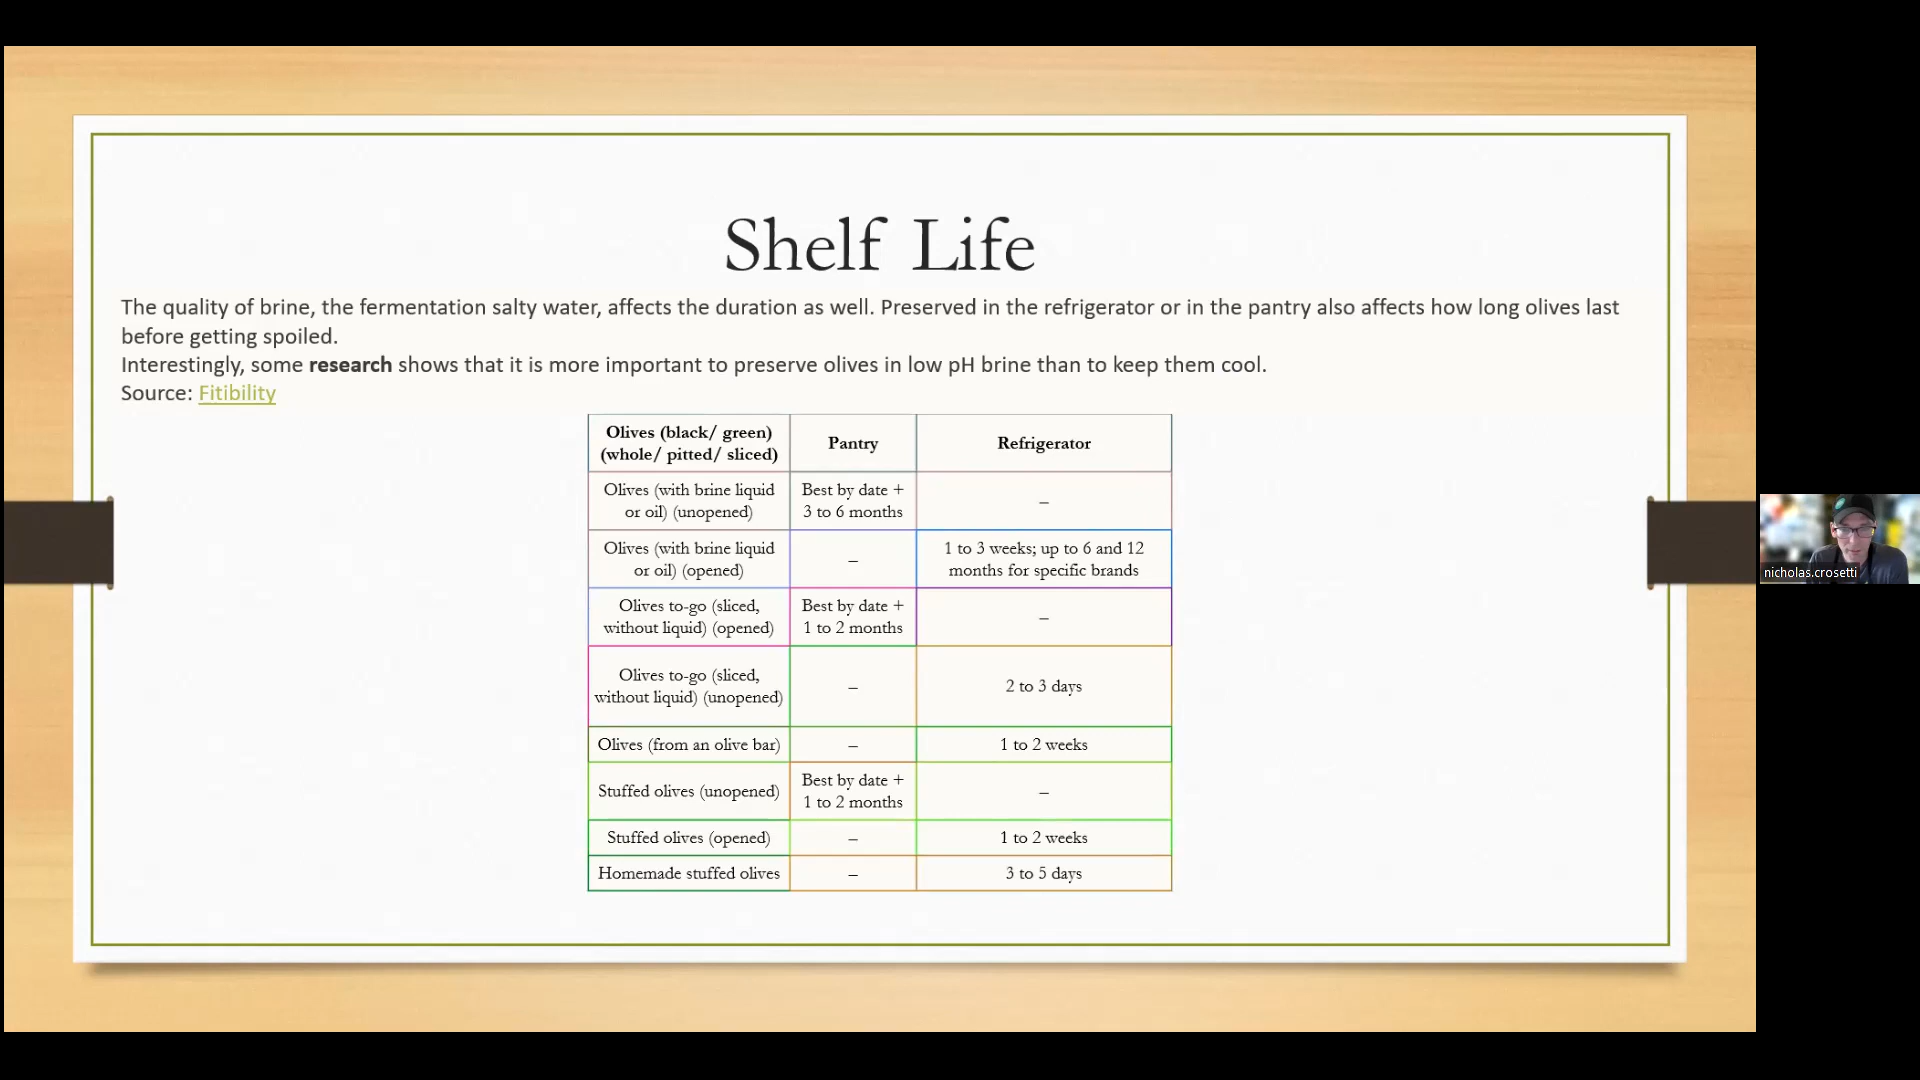 Shelf Life
The quality of brine, the fermentation salty water, affects the duration as well. Preserved in the refrigerator or in the pantry also affects how long olives last
before getting spoiled.
Interestingly, some research shows that it is more important to preserve olives in low pH brine than to keep them cool.
Source: Fitibility
Olives (black/ green)
(whole/ pitted/ sliced)
Pantry
Refrigerator
Olives (with brine liquid
or oil) (unopened)
Best by date +
3 to 6 months
–
Olives (with brine liquid
or oil) (opened)
–
1 to 3 weeks; up to 6 and 12
months for specific brands
Olives to-go (sliced,
without liquid) (opened)
Best by date +
1 to 2 months
–
Olives to-go (sliced,
without liquid) (unopened)
–
2 to 3 days
Olives (from an olive bar)
–
1 to 2 weeks
Stuffed olives (unopened)
Best by date +
1 to 2 months
–
Stuffed olives (opened)
–
1 to 2 weeks
Homemade stuffed olives
–
3 to 5 days
nicholas.crosetti